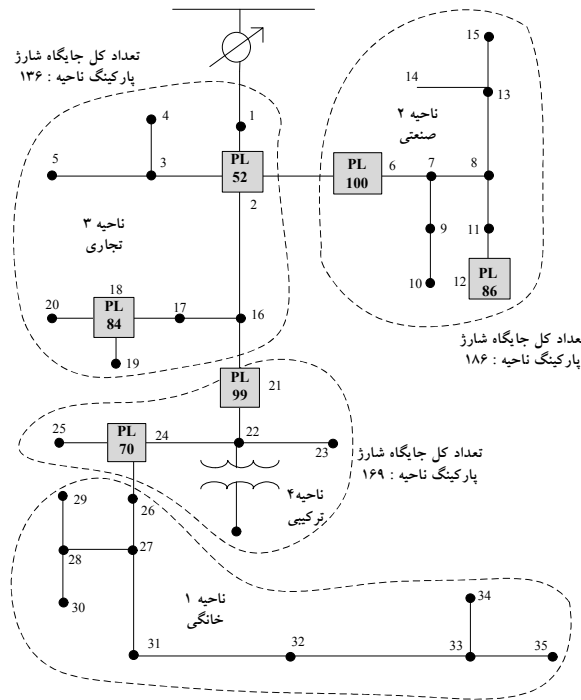 تعداد کل جایگاه شارژ
پارکینگ ناحیه : ۱۳۶
15
14
13
ناحیه ۲
صنعتی
4
1
5
3
PL
52
2
PL
100
6
7
8
9
11
10
12
PL
86
ناحیه ۳
تجاری
18
20
PL
84
17
16
19
تعداد کل جایگاه شارژ
پارکینگ ناحیه : ۱۸۶
PL
99
21
25
PL
70
24
22
23
تعداد کل جایگاه شارژ
پارکینگ ناحیه : ۱۶۹
ناحیه۴
ترکیبی
29
26
28
27
30
ناحیه ۱
خانگی
34
31
32
33
35